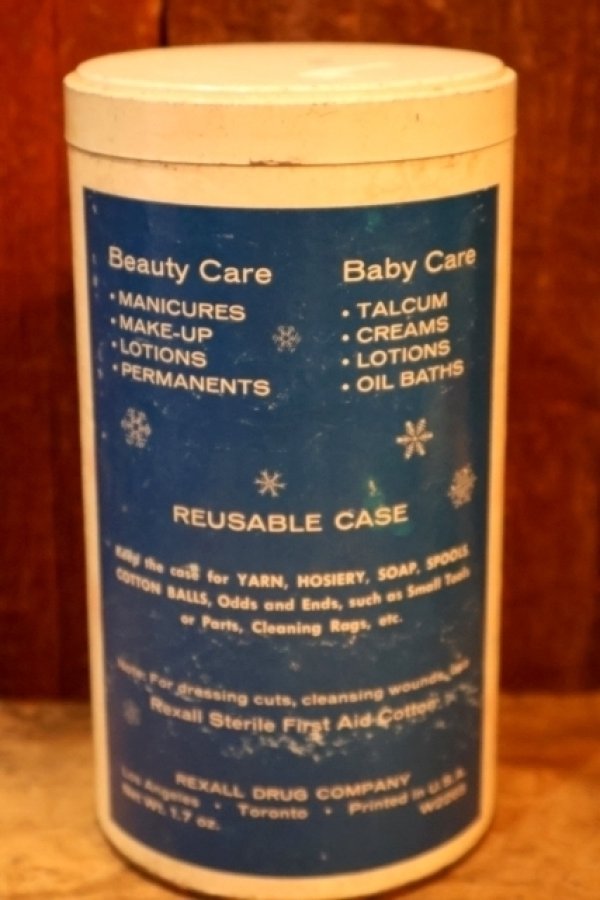 Beauty Care
• MANICURES
• MAKE-UP
• LOTIONS
• PERMANENTS
Baby Care
• TALCUM
• CREAMS
• LOTIONS
• OIL BATHS
REUSABLE CASE
Keep the case for YARN, HOSIERY, SOAP, SPOOLS
COTTON BALLS, Odds and Ends, such as Small Tools
or Parts, Cleaning Rags, etc.
Note: For dressing cuts, cleansing wounds,
Rexall Sterile First Aid Cotton.
REXALL DRUG COMPANY
Los Angeles • Toronto • Printed in U.S.A.
Net Wt. 1.7 oz.